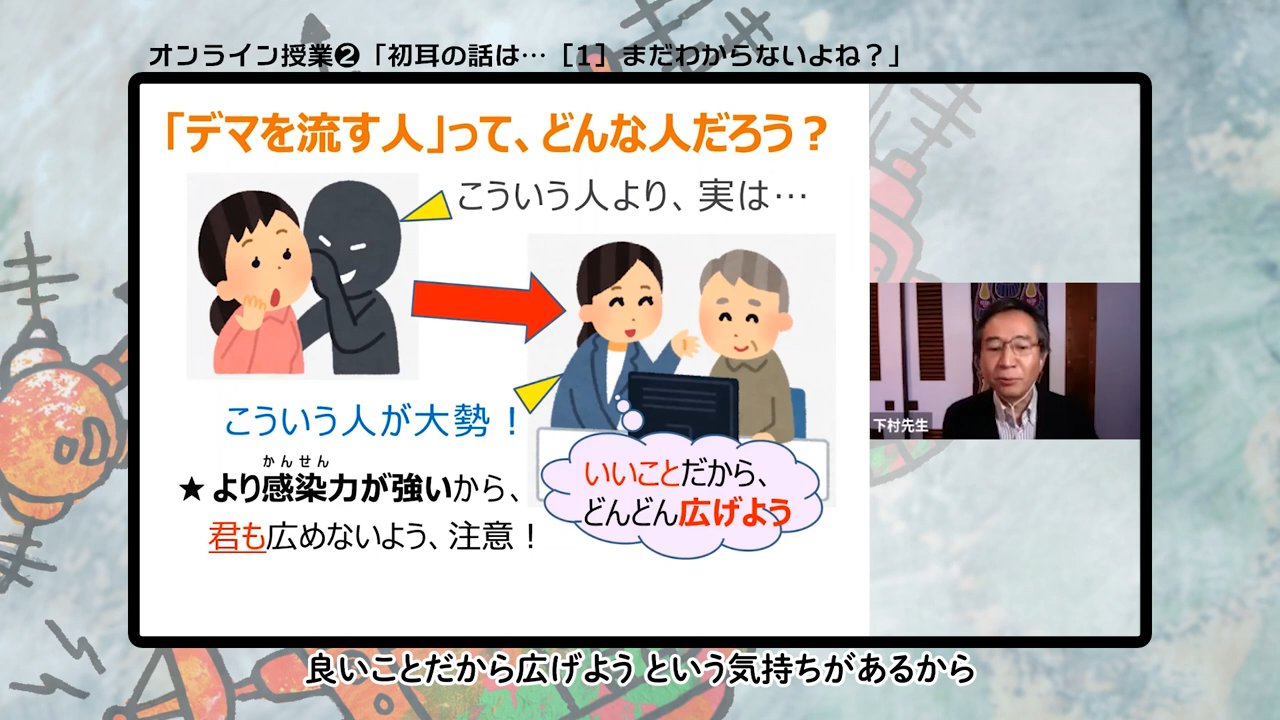 オンライン授業❷「初耳の話は…［1］まだわからないよね？」
「デマを流す人」って、どんな人だろう？
こういう人より、実は…
こういう人が大勢！
かんせん
★より感染力が強いから、
君も広めないよう、注意！
いいことだから、
どんどん広げよう
下村先生
良いことだから広げよう という気持ちがあるから